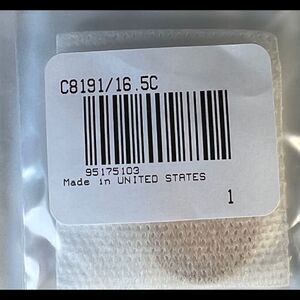 C8191/16.5C
95175103
Made in UNITED STATES
1